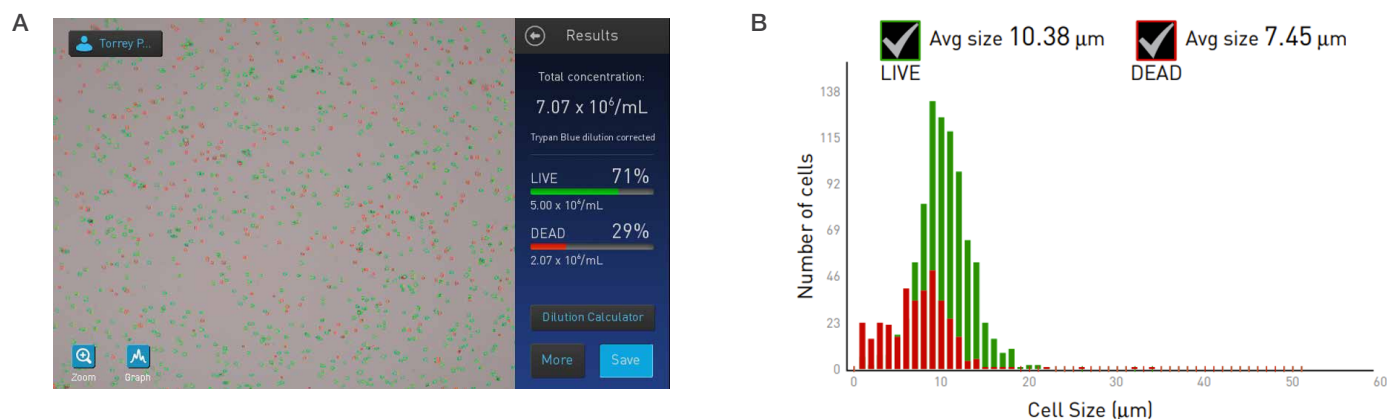 A
Torrey P...
Zoom
Graph
Results
Total concentration:
7.07 x 10⁶/mL
Trypan Blue dilution corrected
LIVE 71%
5.00 x 10⁶/mL
DEAD 29%
2.07 x 10⁶/mL
Dilution Calculator
More
Save
B
Avg size 10.38 μm
LIVE
Avg size 7.45 μm
DEAD
Number of cells
138
115
92
69
46
23
0
0 10 20 30 40 50 60
Cell Size (μm)